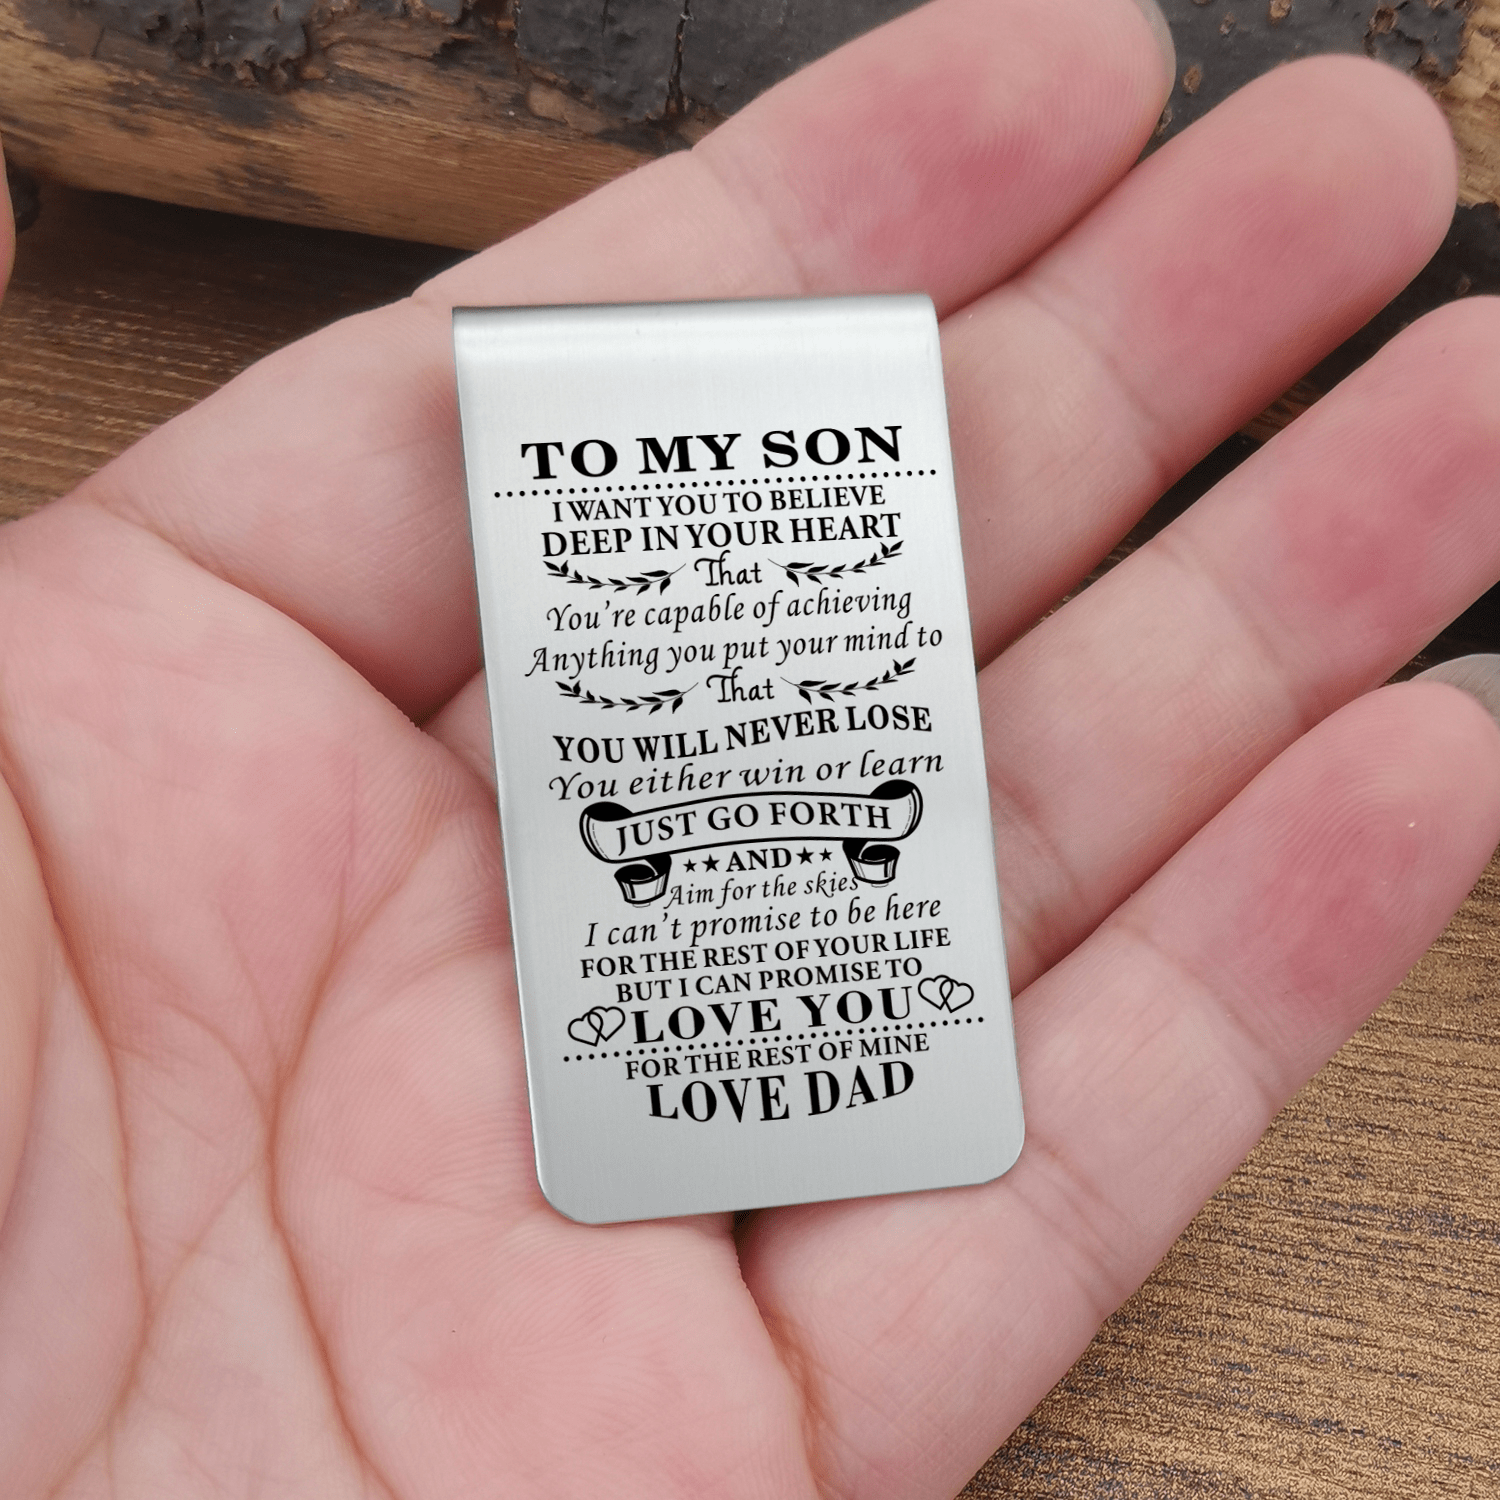 TO MY SON
I WANT YOU TO BELIEVE
DEEP IN YOUR HEART
That
You're capable of achieving
Anything you put your mind to
That
YOU WILL NEVER LOSE
You either win or learn
JUST GO FORTH
AND
Aim for the skies
I can't promise to be here
FOR THE REST OF YOUR LIFE
BUT I CAN PROMISE TO
LOVE YOU
FOR THE REST OF MINE
LOVE DAD